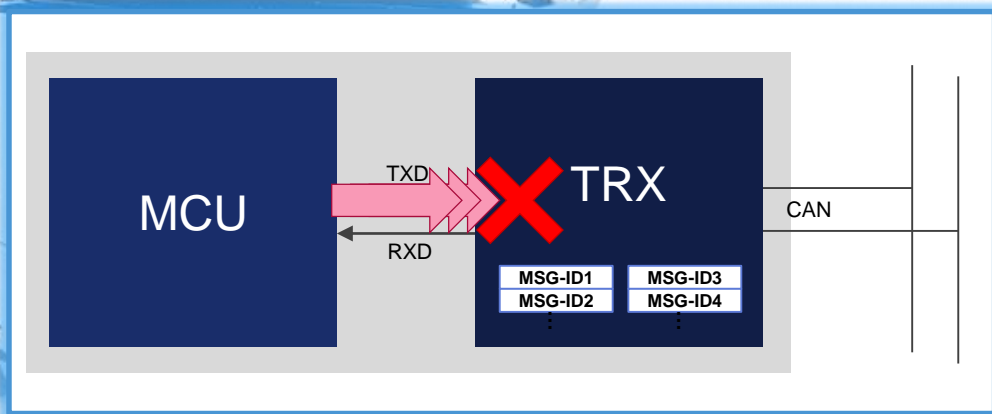 MCU
TXD
RXD
TRX
CAN
MSG-ID1
MSG-ID2
MSG-ID3
MSG-ID4